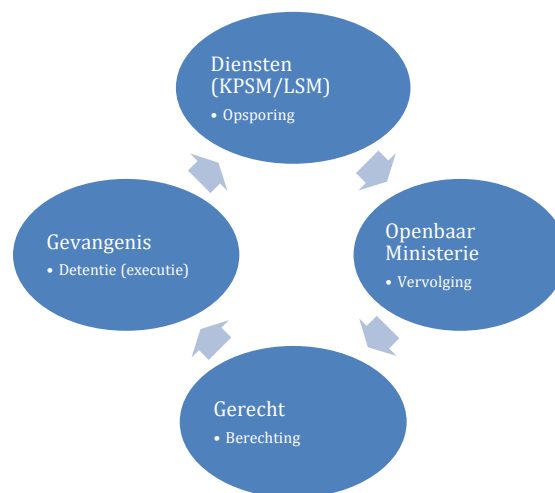 Diensten
(KPSM/LSM)
• Opsporing
Openbaar
Ministerie
• Vervolging
Gerecht
• Berechting
Gevangenis
• Detentie (executie)